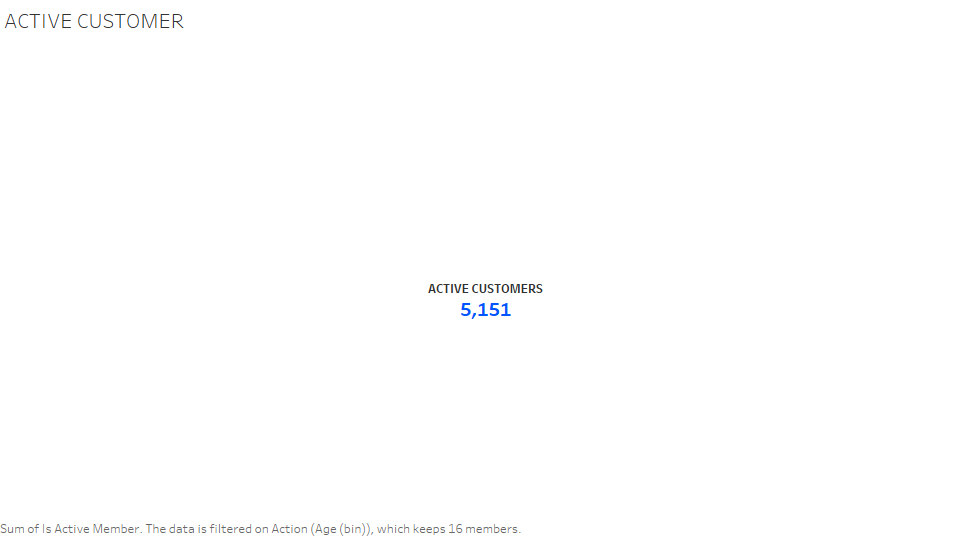 ACTIVE CUSTOMER
ACTIVE CUSTOMERS
5,151
Sum of Is Active Member. The data is filtered on Action (Age (bin)), which keeps 16 members.